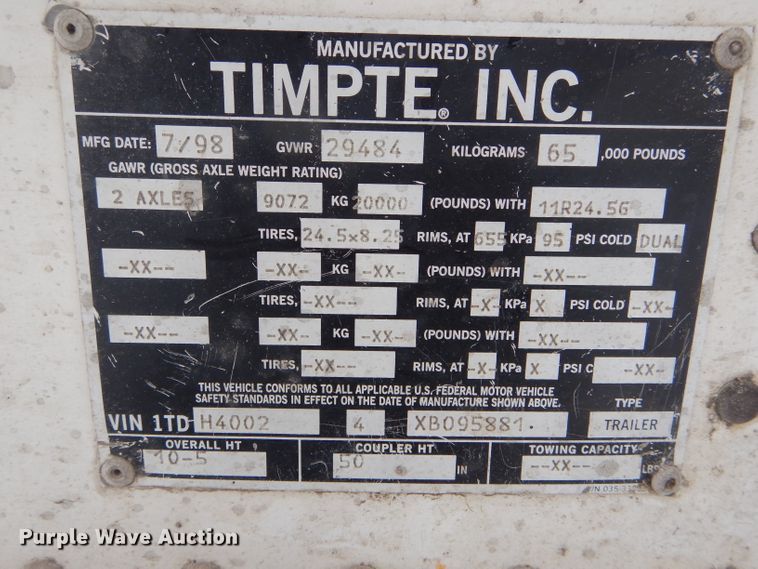 MANUFACTURED BY
TIMPTE® INC.
MFG DATE: 7/98 GVWR 29484 KILOGRAMS 65 ,000 POUNDS
GAWR (GROSS AXLE WEIGHT RATING)
2 AXLES 9072 KG 20000 (POUNDS) WITH 11R24.5G
TIRES, 24.5x8.25 RIMS, AT 655 KPa 95 PSI COLD DUAL
-XX-- -XX- KG -XX- (POUNDS) WITH -XX--
TIRES, -XX-- RIMS, AT -X- KPa X PSI COLD -XX-
-XX-- -XX- KG -XX- (POUNDS) WITH -XX--
TIRES, -XX-- RIMS, AT -X- KPa X PSI C -XX-
THIS VEHICLE CONFORMS TO ALL APPLICABLE U.S. FEDERAL MOTOR VEHICLE
SAFETY STANDARDS IN EFFECT ON THE DATE OF MANUFACTURE SHOWN ABOVE. TYPE
VIN 1TD H4002 4 XB095881. TRAILER
OVERALL HT COUPLER HT TOWING CAPACITY
10-5 50 IN --XX-- LBS
Purple Wave Auction